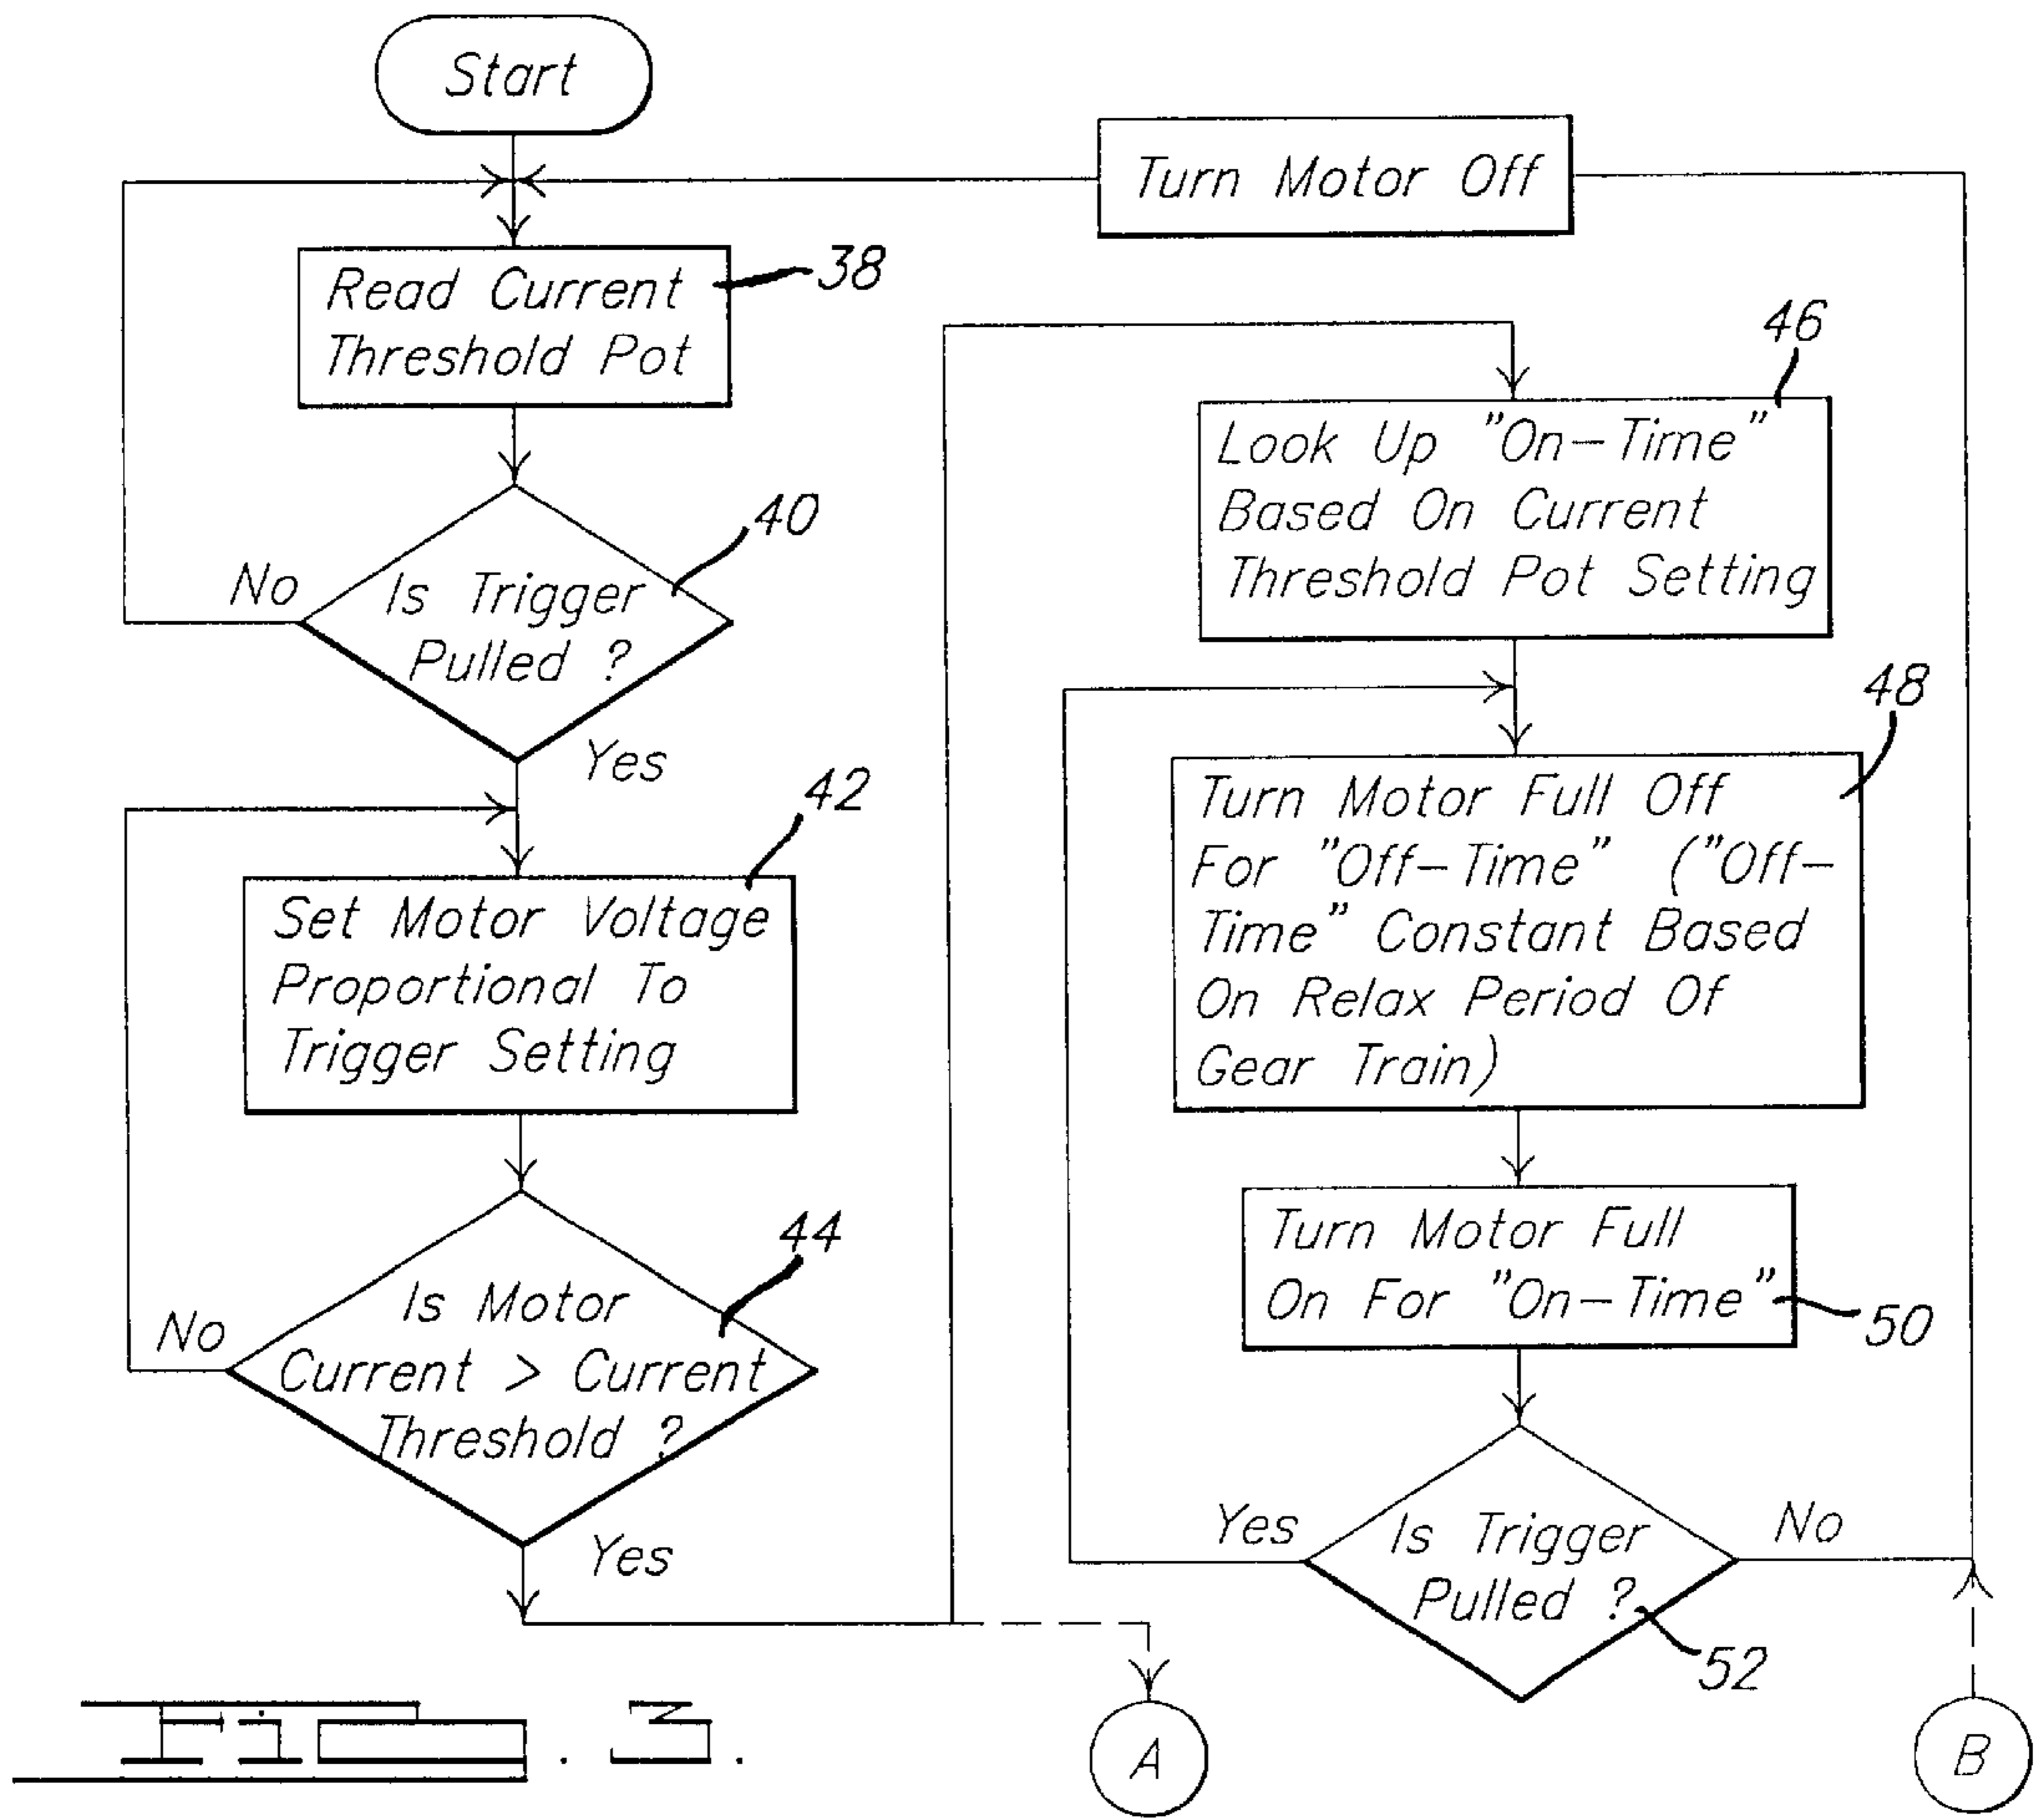 Start
Turn Motor Off
Read Current
Threshold Pot
38
Is Trigger
Pulled ?
40
No
Yes
Set Motor Voltage
Proportional To
Trigger Setting
42
Is Motor
Current > Current
Threshold ?
44
No
Yes
46
Look Up "On-Time"
Based On Current
Threshold Pot Setting
48
Turn Motor Full Off
For "Off-Time" ("Off-
Time" Constant Based
On Relax Period Of
Gear Train)
Turn Motor Full
On For "On-Time"
50
Is Trigger
Pulled ?
52
Yes
No
A
B
Fig. 3.